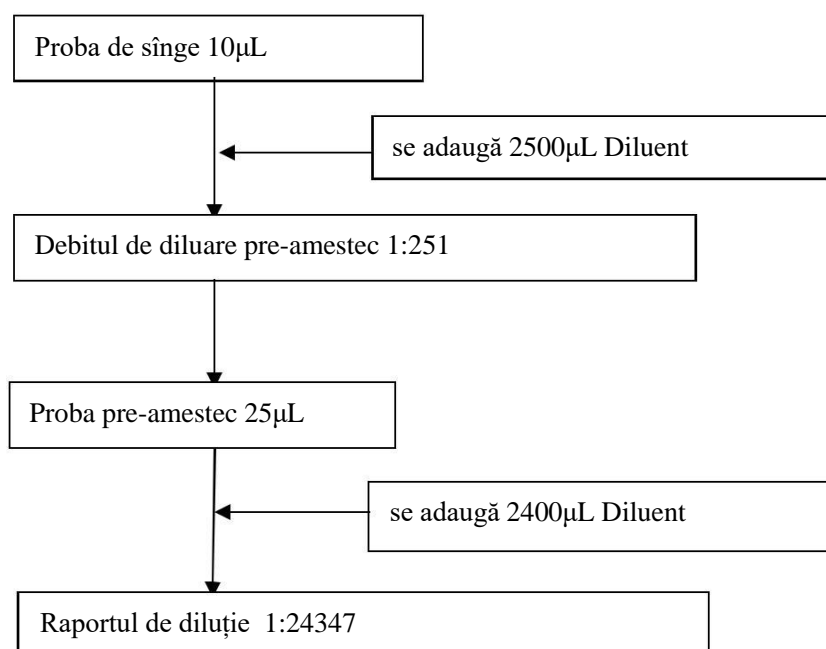 Proba de sînge 10μL
se adaugă 2500μL Diluent
Debitul de diluare pre-amestec 1:251
Proba pre-amestec 25μL
se adaugă 2400μL Diluent
Raportul de diluție 1:24347